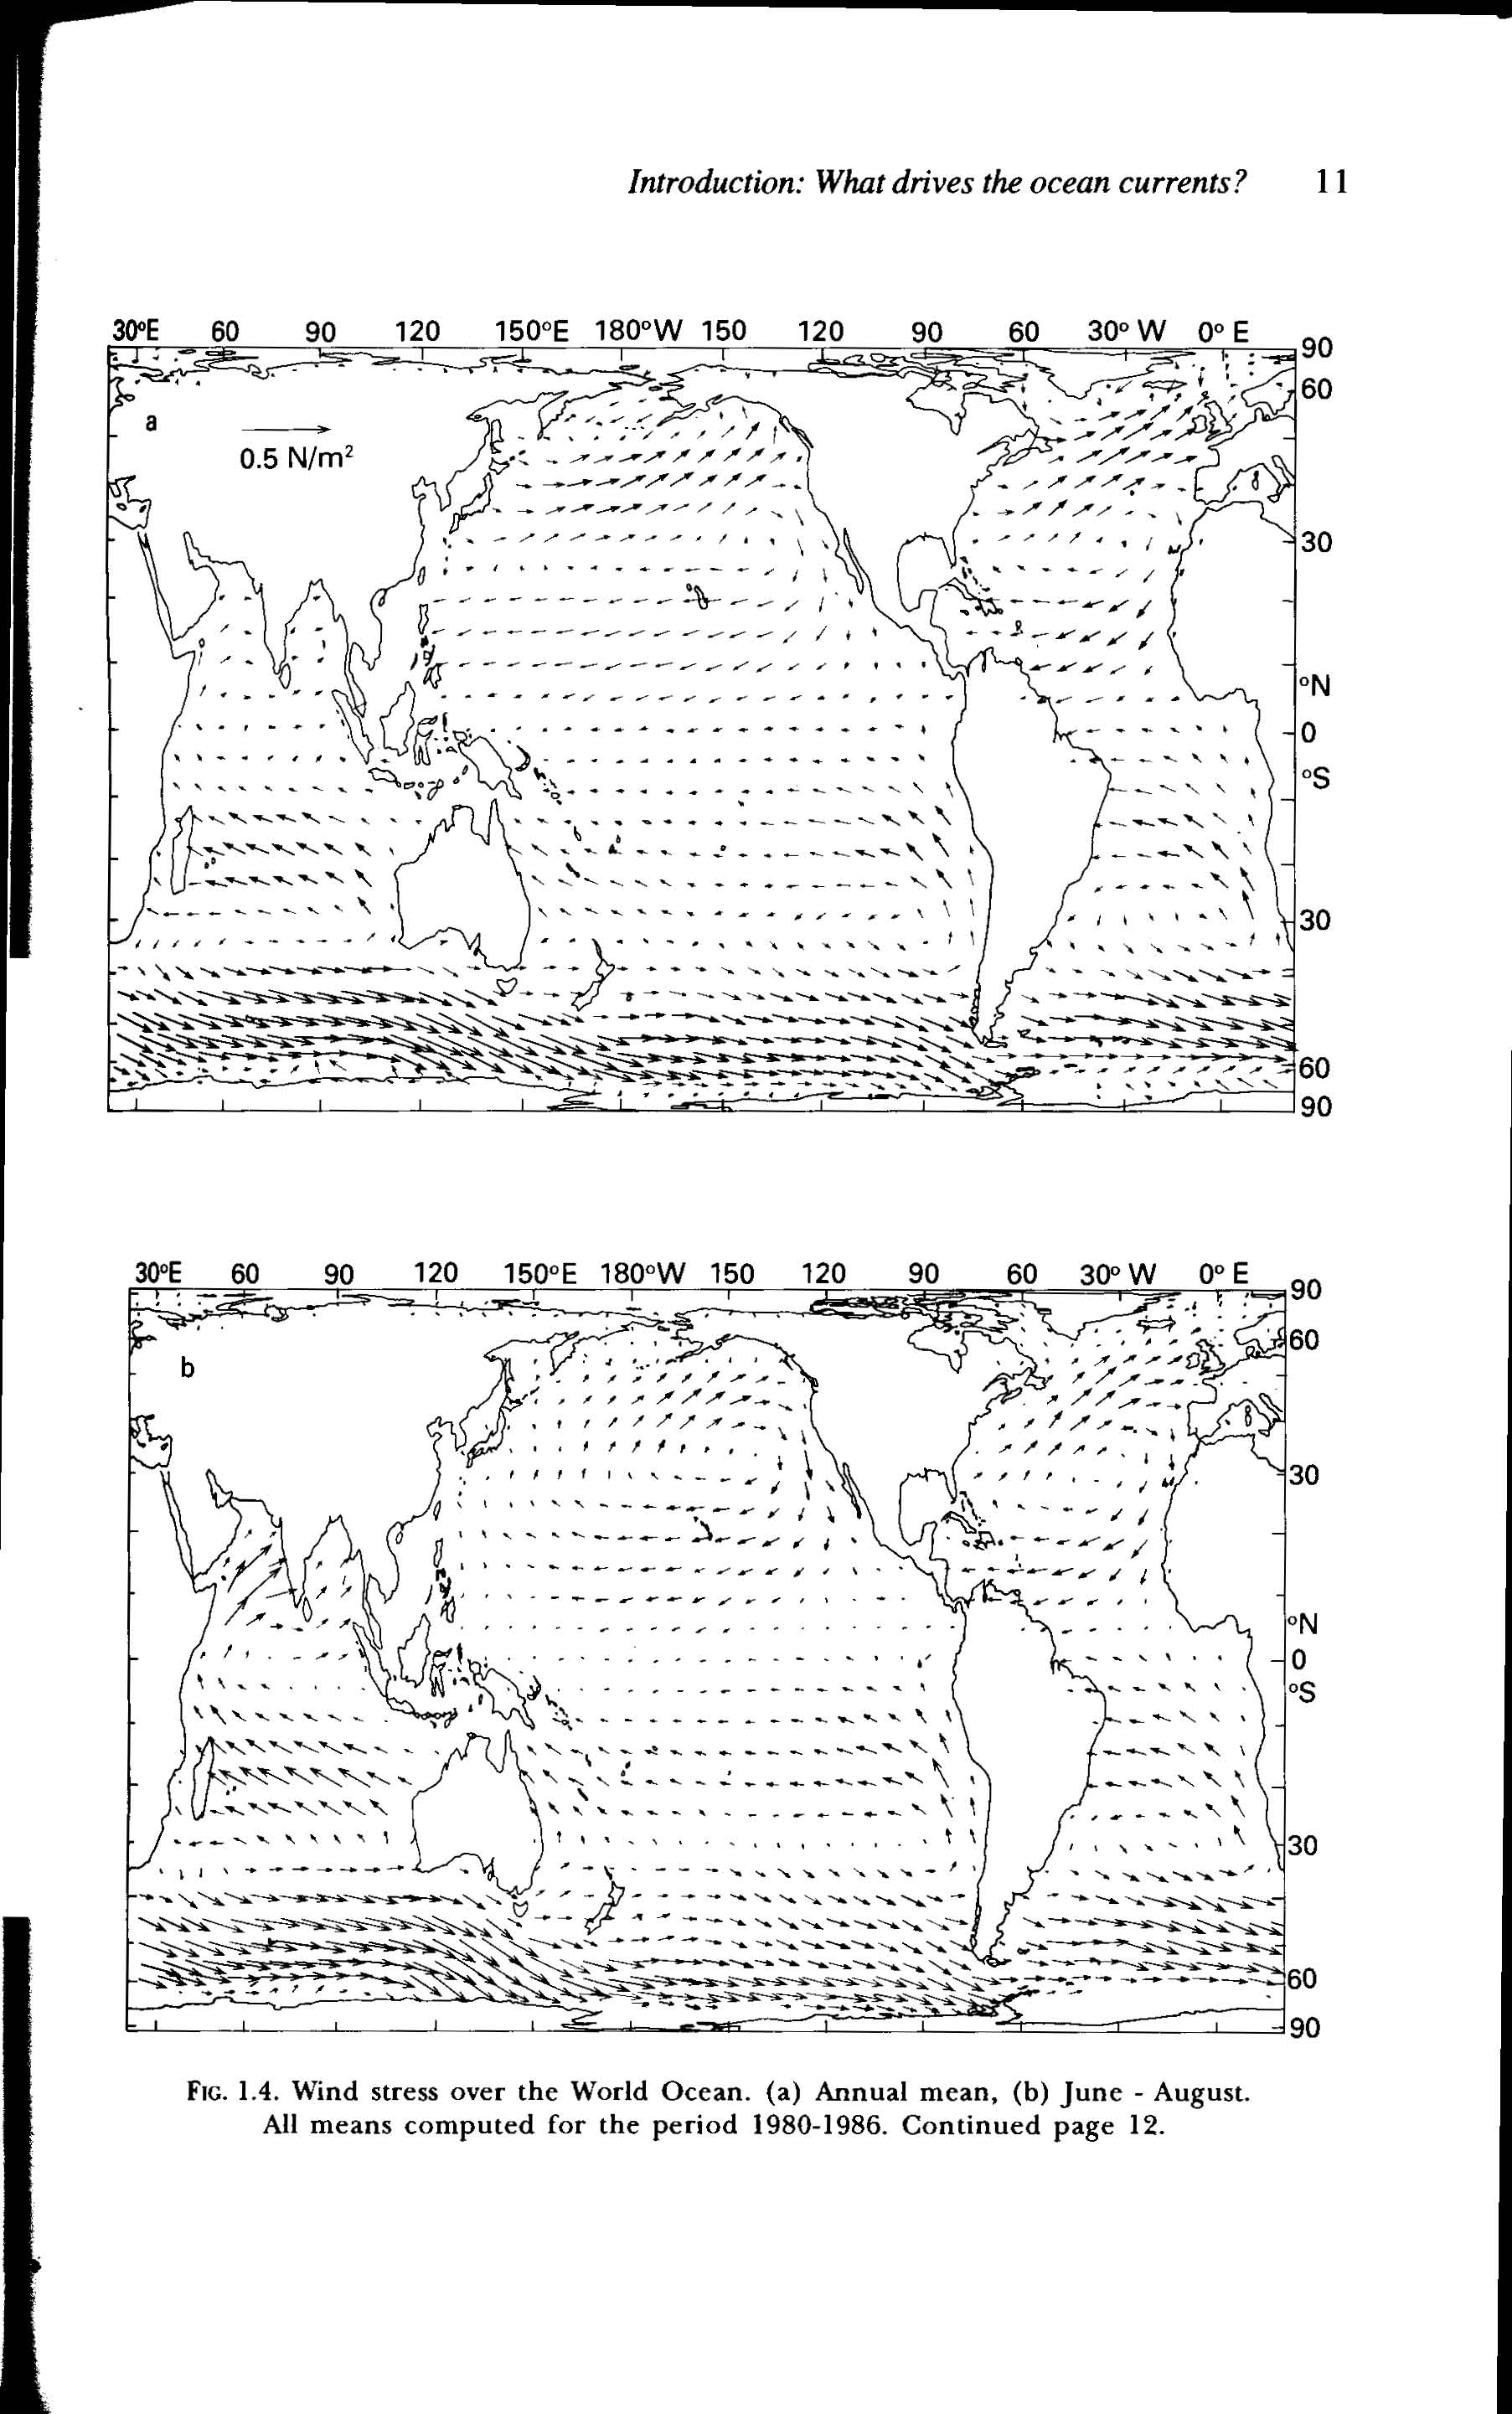 Introduction: What drives the ocean currents? 11
30°E 60 90 120 150°E 180°W 150 120 90 60 30° W 0° E
90
60
a
0.5 N/m²
30
°N
0
°S
30
60
90
30°E 60 90 120 150°E 180°W 150 120 90 60 30° W 0° E
90
60
b
30
°N
0
°S
30
60
90
FIG. 1.4. Wind stress over the World Ocean. (a) Annual mean, (b) June - August.
All means computed for the period 1980-1986. Continued page 12.